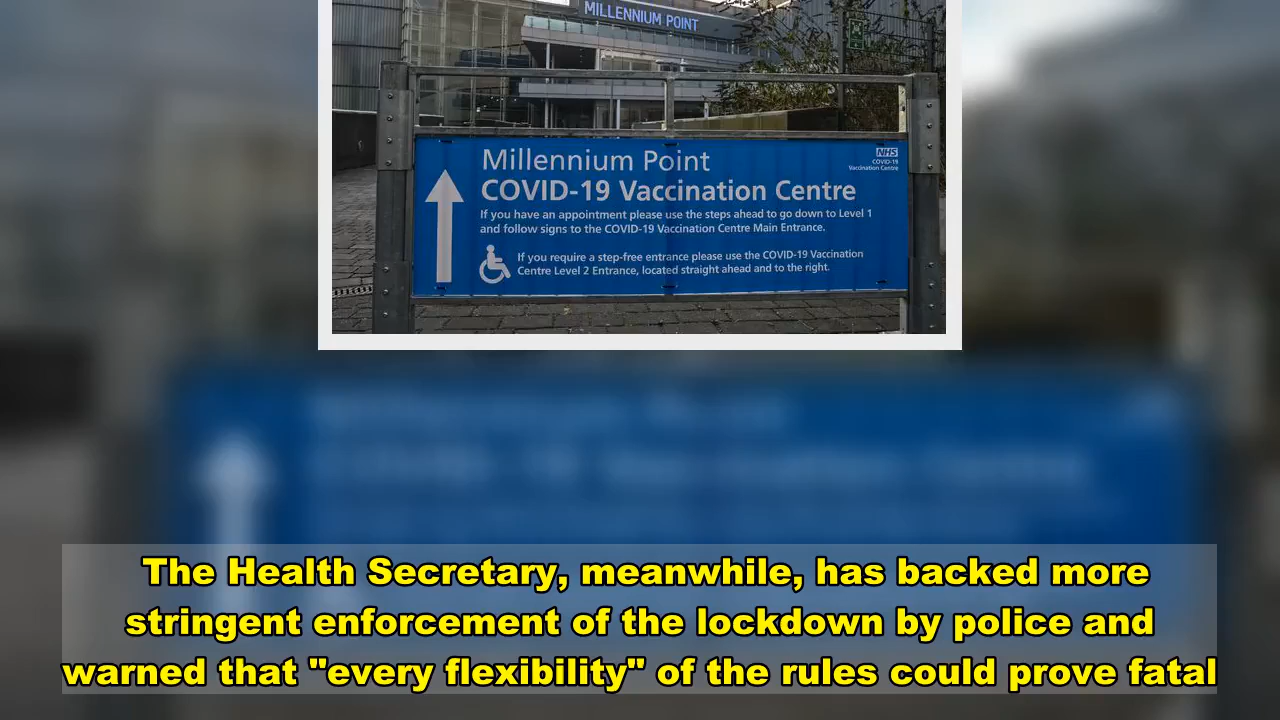 MILLENNIUM POINT
Millennium Point
NHS
COVID-19
Vaccination Centre
COVID-19 Vaccination Centre
If you have an appointment please use the steps ahead to go down to Level 1
and follow signs to the COVID-19 Vaccination Centre Main Entrance.
If you require a step-free entrance please use the COVID-19 Vaccination
Centre Level 2 Entrance, located straight ahead and to the right.
The Health Secretary, meanwhile, has backed more
stringent enforcement of the lockdown by police and
warned that "every flexibility" of the rules could prove fatal